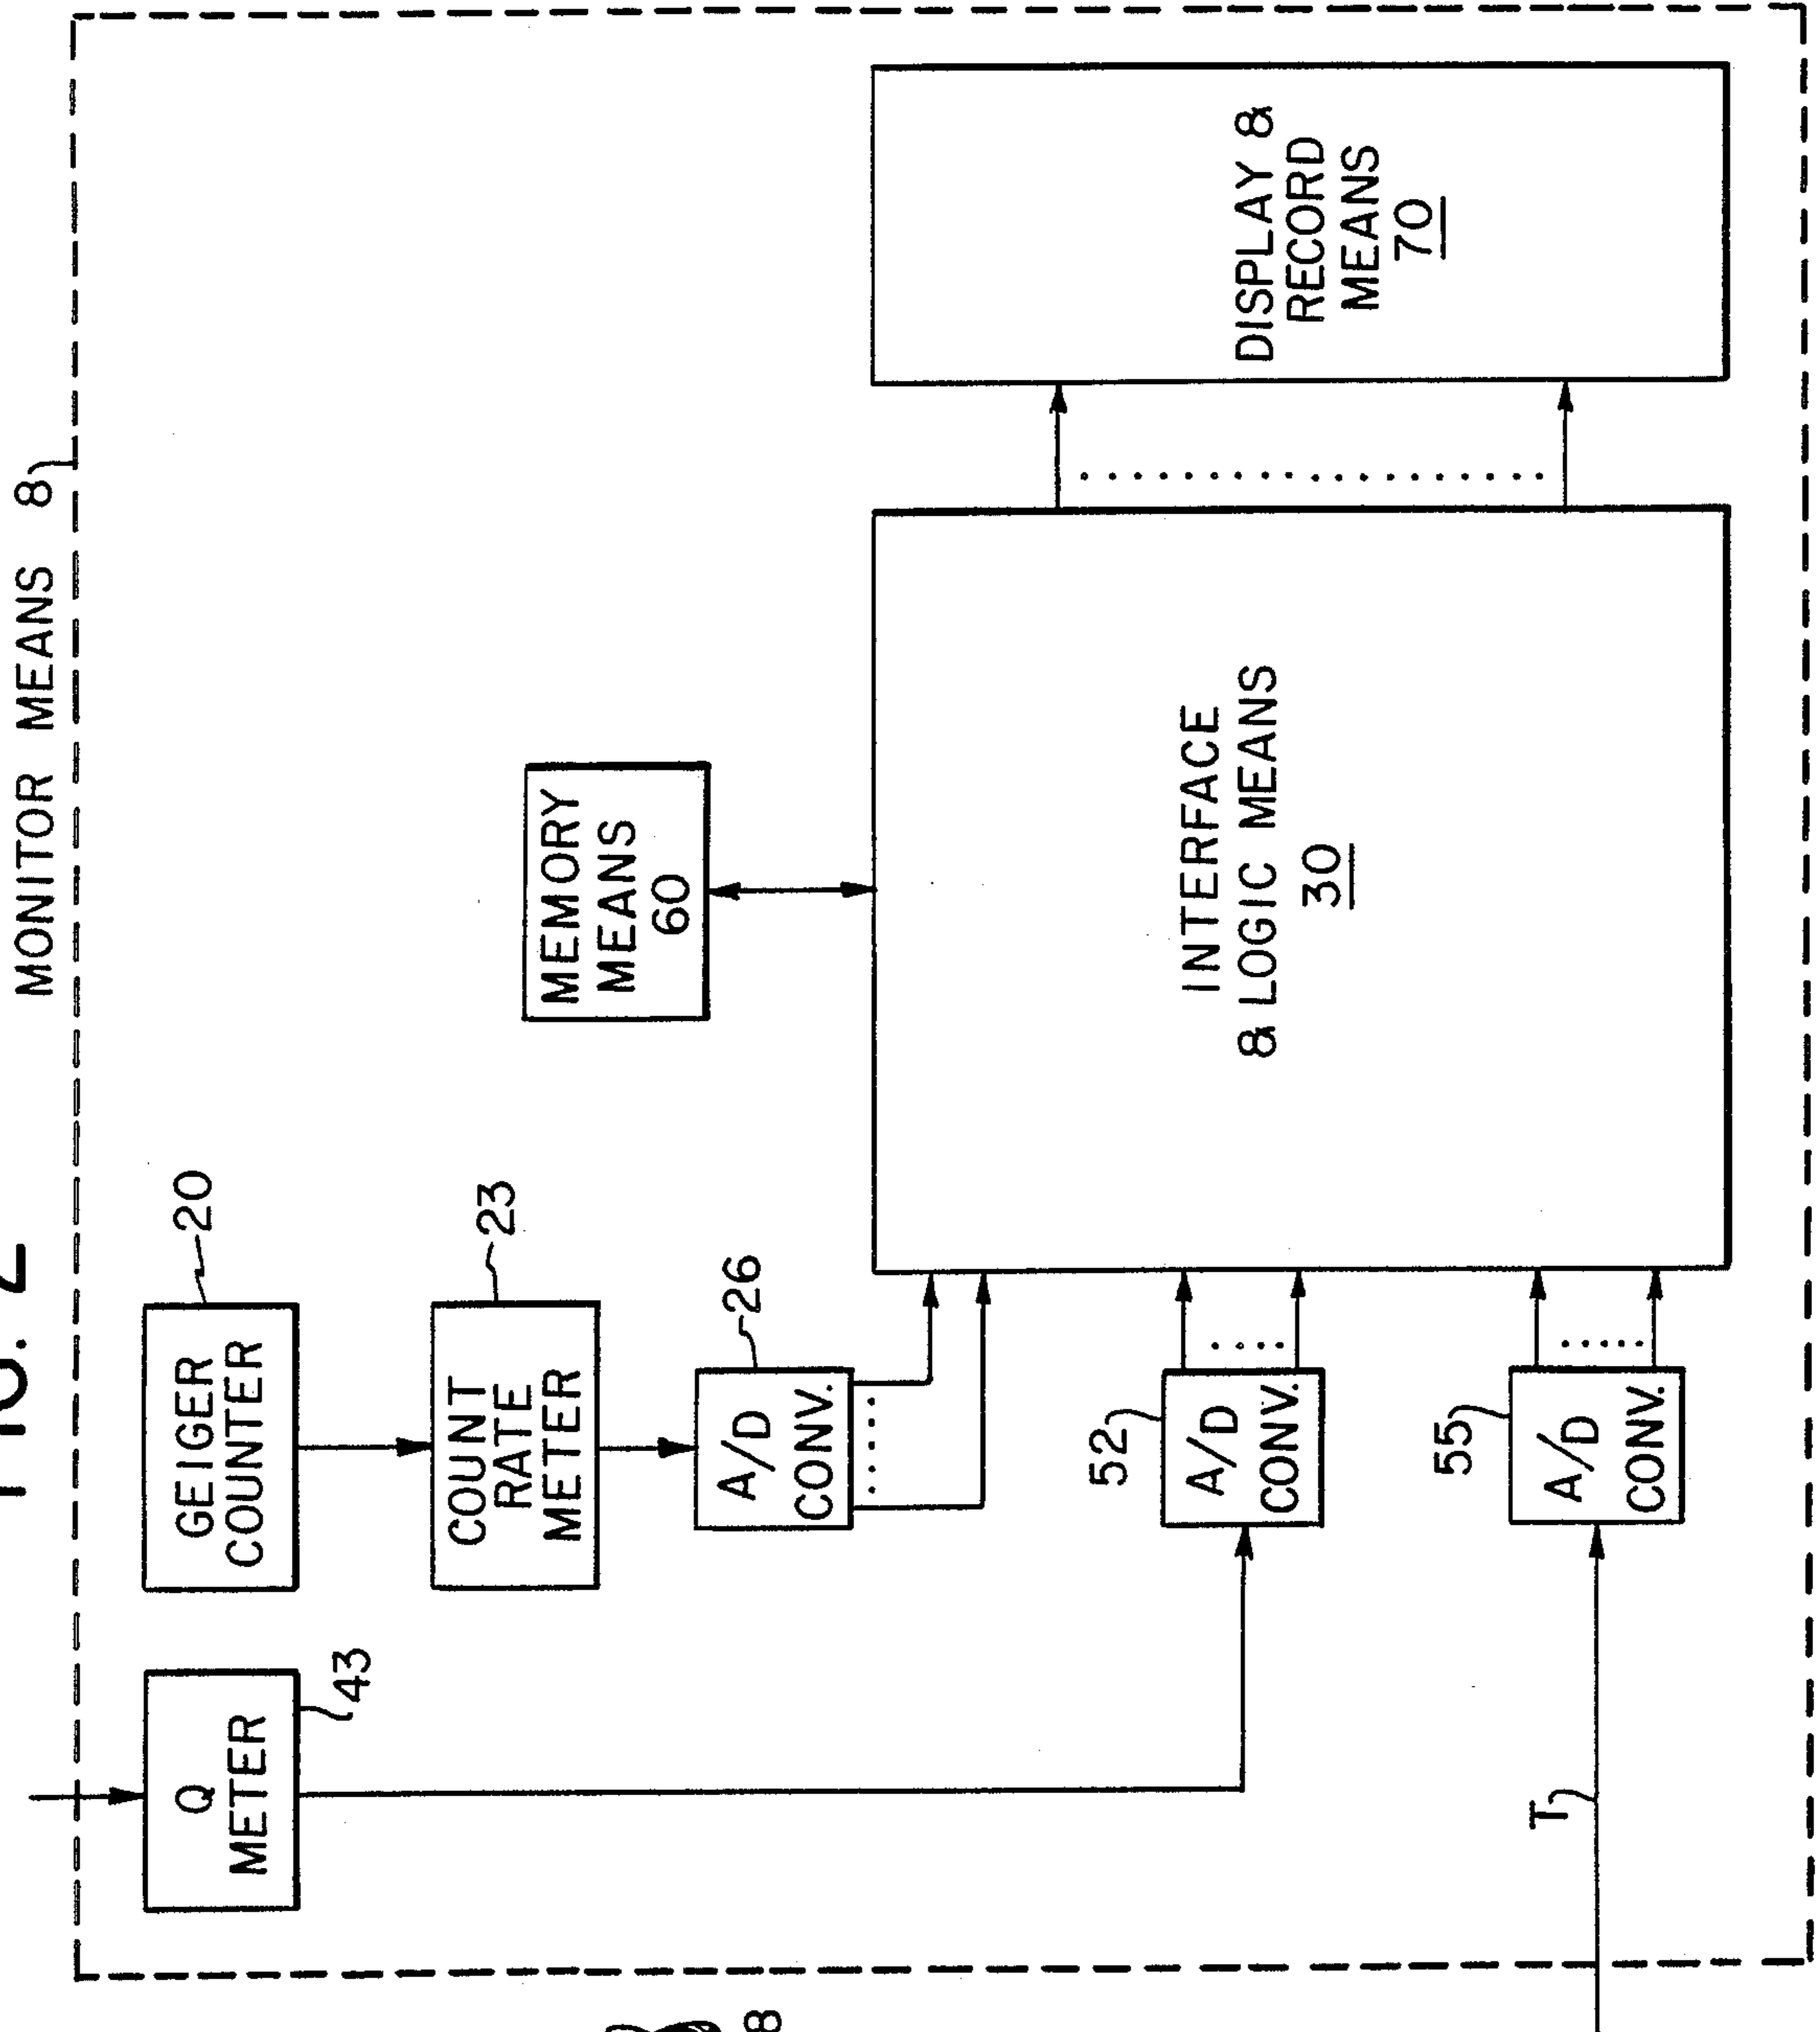 FIG. 2
MONITOR MEANS 8
Q
METER
43
GEIGER
COUNTER
20
COUNT
RATE
METER
23
A/D
CONV.
26
MEMORY
MEANS
60
52
A/D
CONV.
55
A/D
CONV.
T
INTERFACE
& LOGIC MEANS
30
DISPLAY &
RECORD
MEANS
70
8